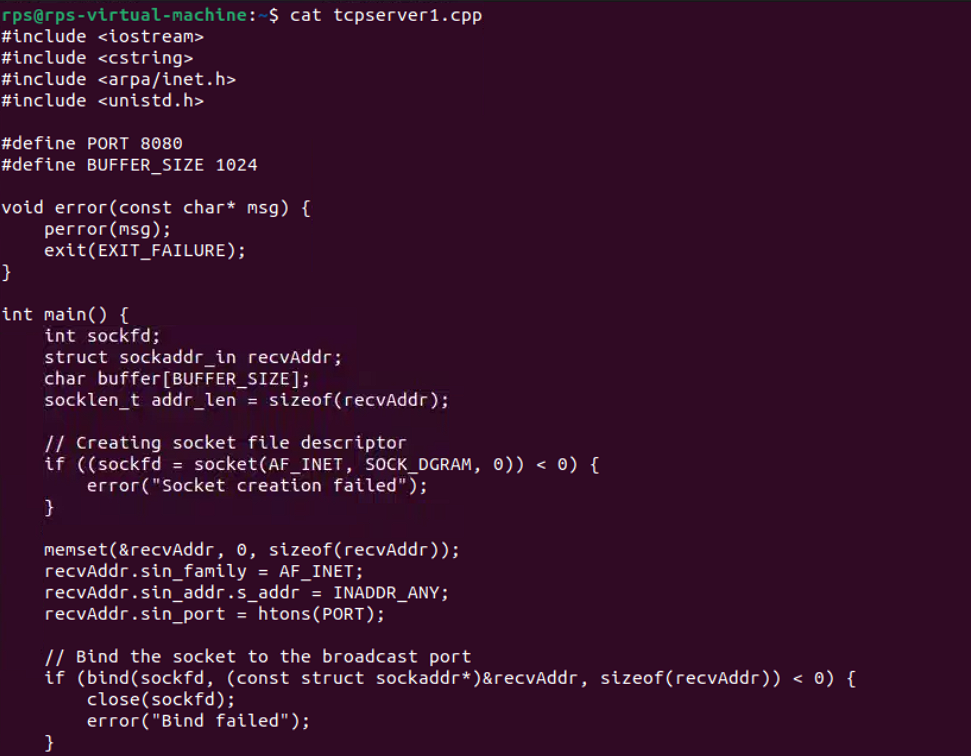 rps@rps-virtual-machine:~$ cat tcpserver1.cpp
#include <iostream>
#include <cstring>
#include <arpa/inet.h>
#include <unistd.h>

#define PORT 8080
#define BUFFER_SIZE 1024

void error(const char* msg) {
    perror(msg);
    exit(EXIT_FAILURE);
}

int main() {
    int sockfd;
    struct sockaddr_in recvAddr;
    char buffer[BUFFER_SIZE];
    socklen_t addr_len = sizeof(recvAddr);

    // Creating socket file descriptor
    if ((sockfd = socket(AF_INET, SOCK_DGRAM, 0)) < 0) {
        error("Socket creation failed");
    }

    memset(&recvAddr, 0, sizeof(recvAddr));
    recvAddr.sin_family = AF_INET;
    recvAddr.sin_addr.s_addr = INADDR_ANY;
    recvAddr.sin_port = htons(PORT);

    // Bind the socket to the broadcast port
    if (bind(sockfd, (const struct sockaddr*)&recvAddr, sizeof(recvAddr)) < 0) {
        close(sockfd);
        error("Bind failed");
    }